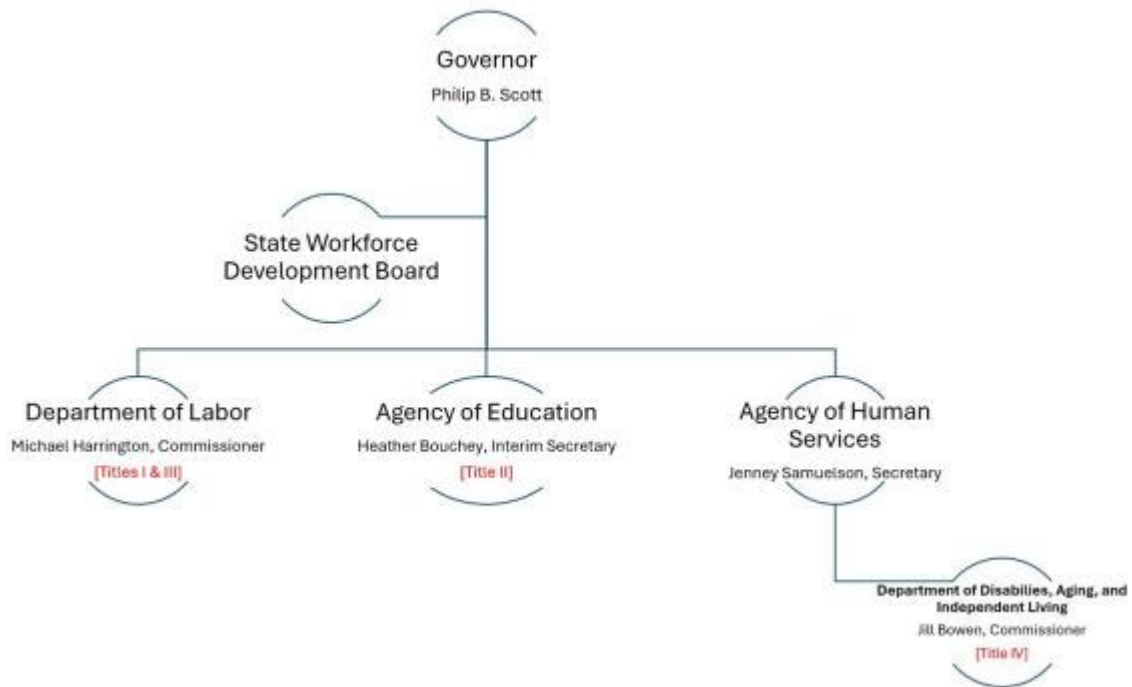 Governor
Philip B. Scott
State Workforce
Development Board
Department of Labor
Michael Harrington, Commissioner
[Titles I & III]
Agency of Education
Heather Bouchey, Interim Secretary
[Title II]
Agency of Human
Services
Jenney Samuelson, Secretary
Department of Disabilies, Aging, and
Independent Living
Jill Bowen, Commissioner
[Title IV]